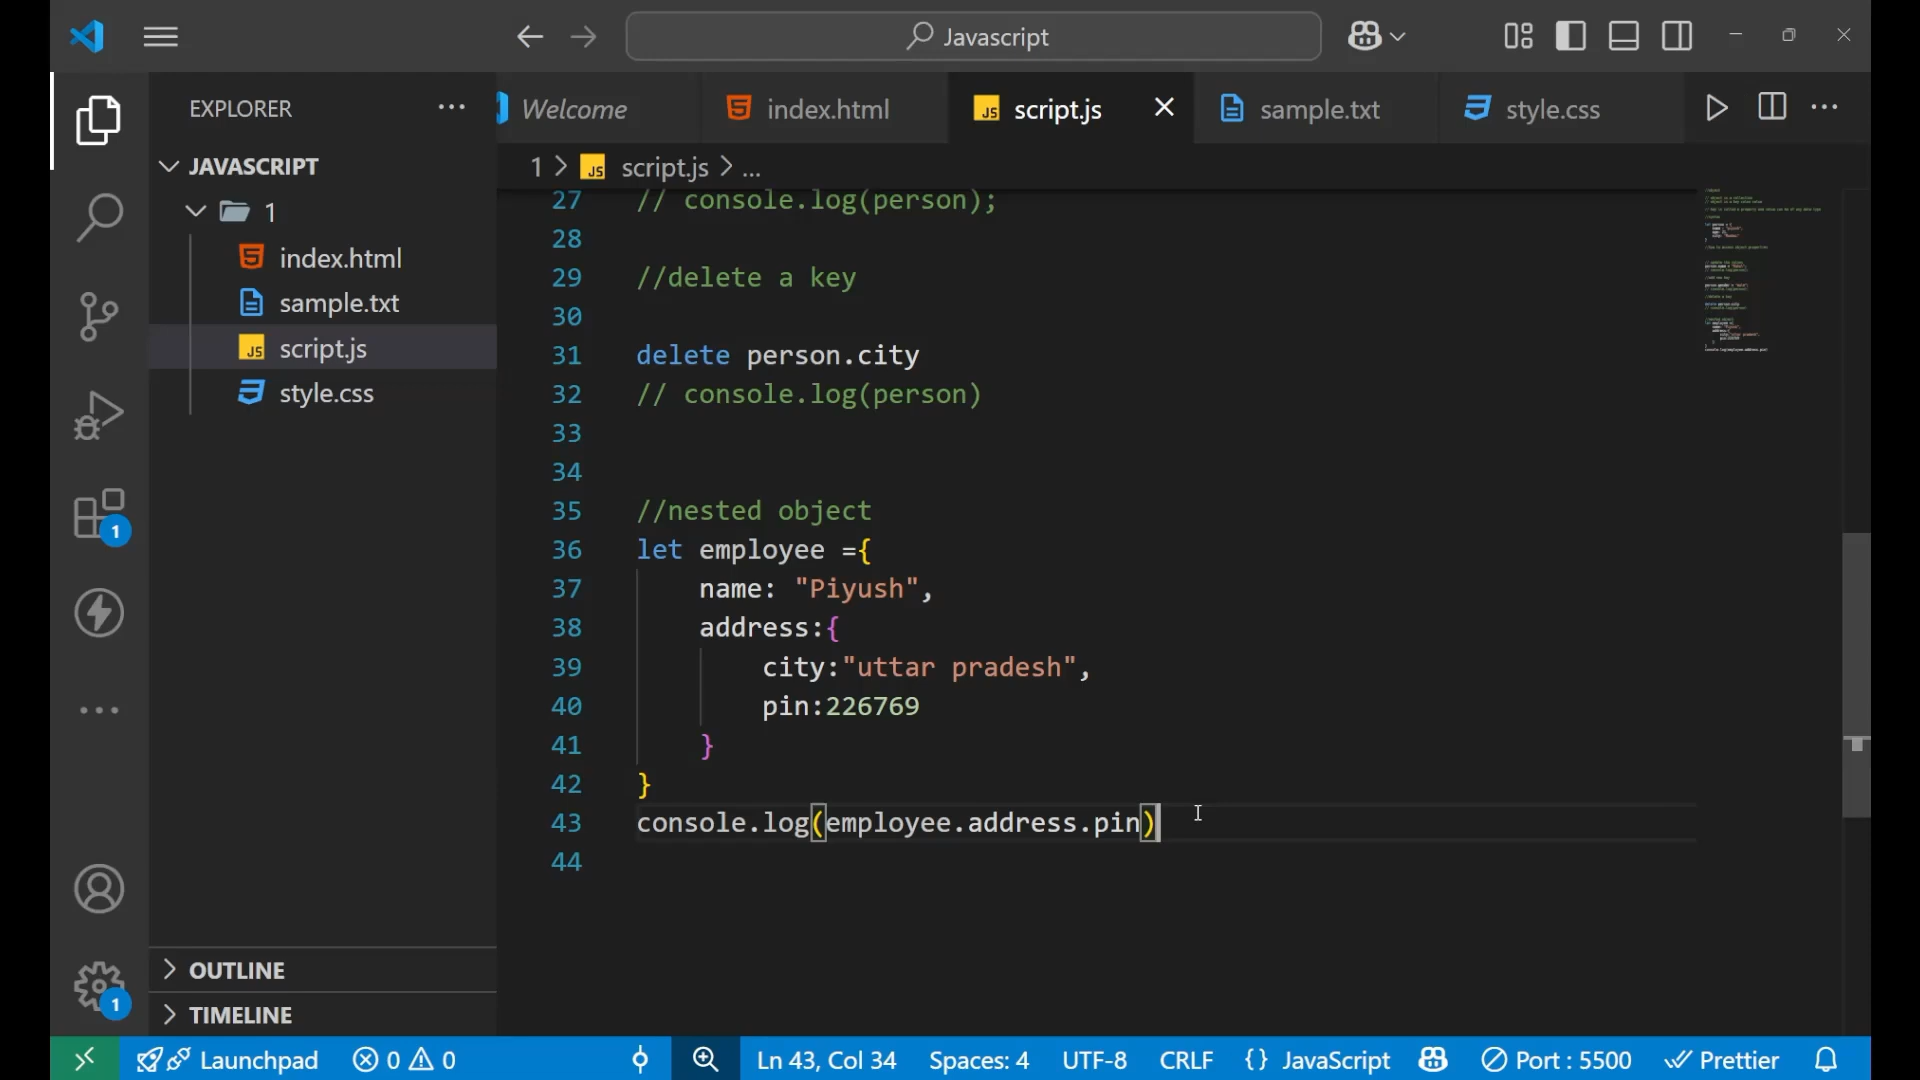 Javascript
EXPLORER
Welcome
index.html
script.js
sample.txt
style.css
JAVASCRIPT
1 > JS script.js > ...
1
index.html
sample.txt
JS script.js
style.css
27 // console.log(person);
28
29 //delete a key
30
31 delete person.city
32 // console.log(person)
33
34
35 //nested object
36 let employee ={
37 name: "Piyush",
38 address:{
39 city:"uttar pradesh",
40 pin:226769
41 }
42 }
43 console.log(employee.address.pin)
44
1
1
OUTLINE
TIMELINE
Launchpad 0 0 Ln 43, Col 34 Spaces: 4 UTF-8 CRLF {} JavaScript Port : 5500 Prettier